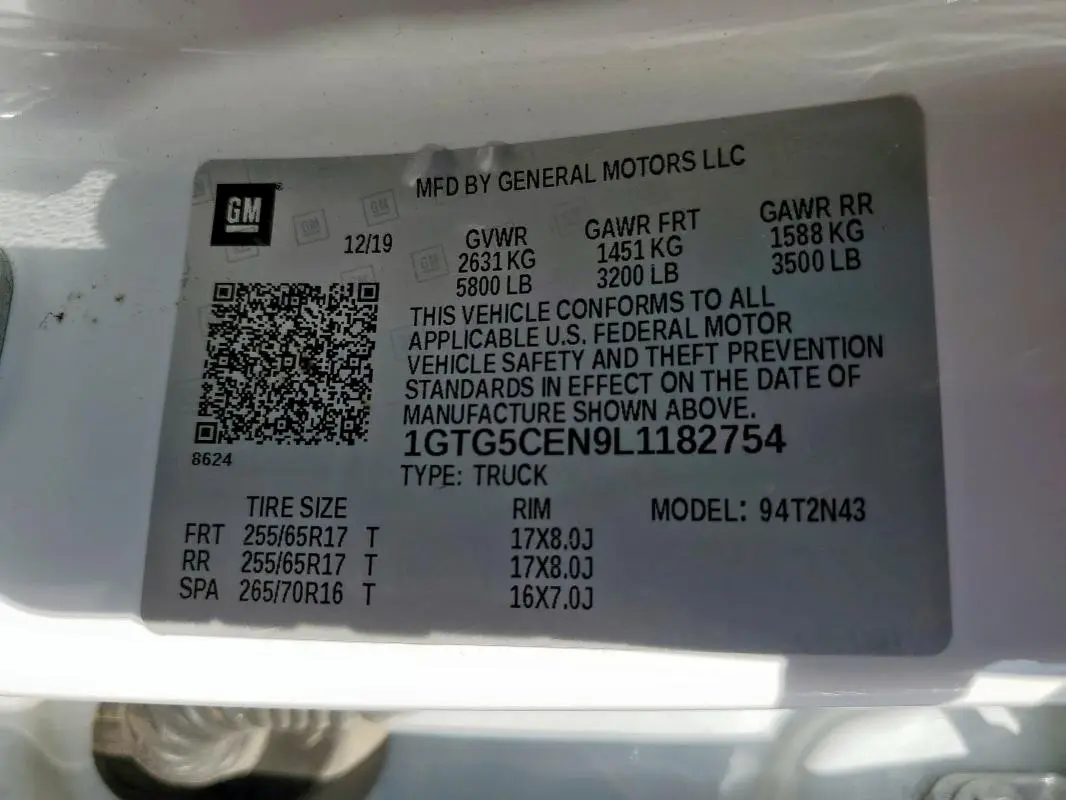 GM
MFD BY GENERAL MOTORS LLC
12/19
GVWR
2631 KG
5800 LB
GAWR FRT
1451 KG
3200 LB
GAWR RR
1588 KG
3500 LB
THIS VEHICLE CONFORMS TO ALL
APPLICABLE U.S. FEDERAL MOTOR
VEHICLE SAFETY AND THEFT PREVENTION
STANDARDS IN EFFECT ON THE DATE OF
MANUFACTURE SHOWN ABOVE.
1GTG5CEN9L1182754
8624
TYPE: TRUCK
TIRE SIZE RIM MODEL: 94T2N43
FRT 255/65R17 T 17X8.0J
RR 255/65R17 T 17X8.0J
SPA 265/70R16 T 16X7.0J